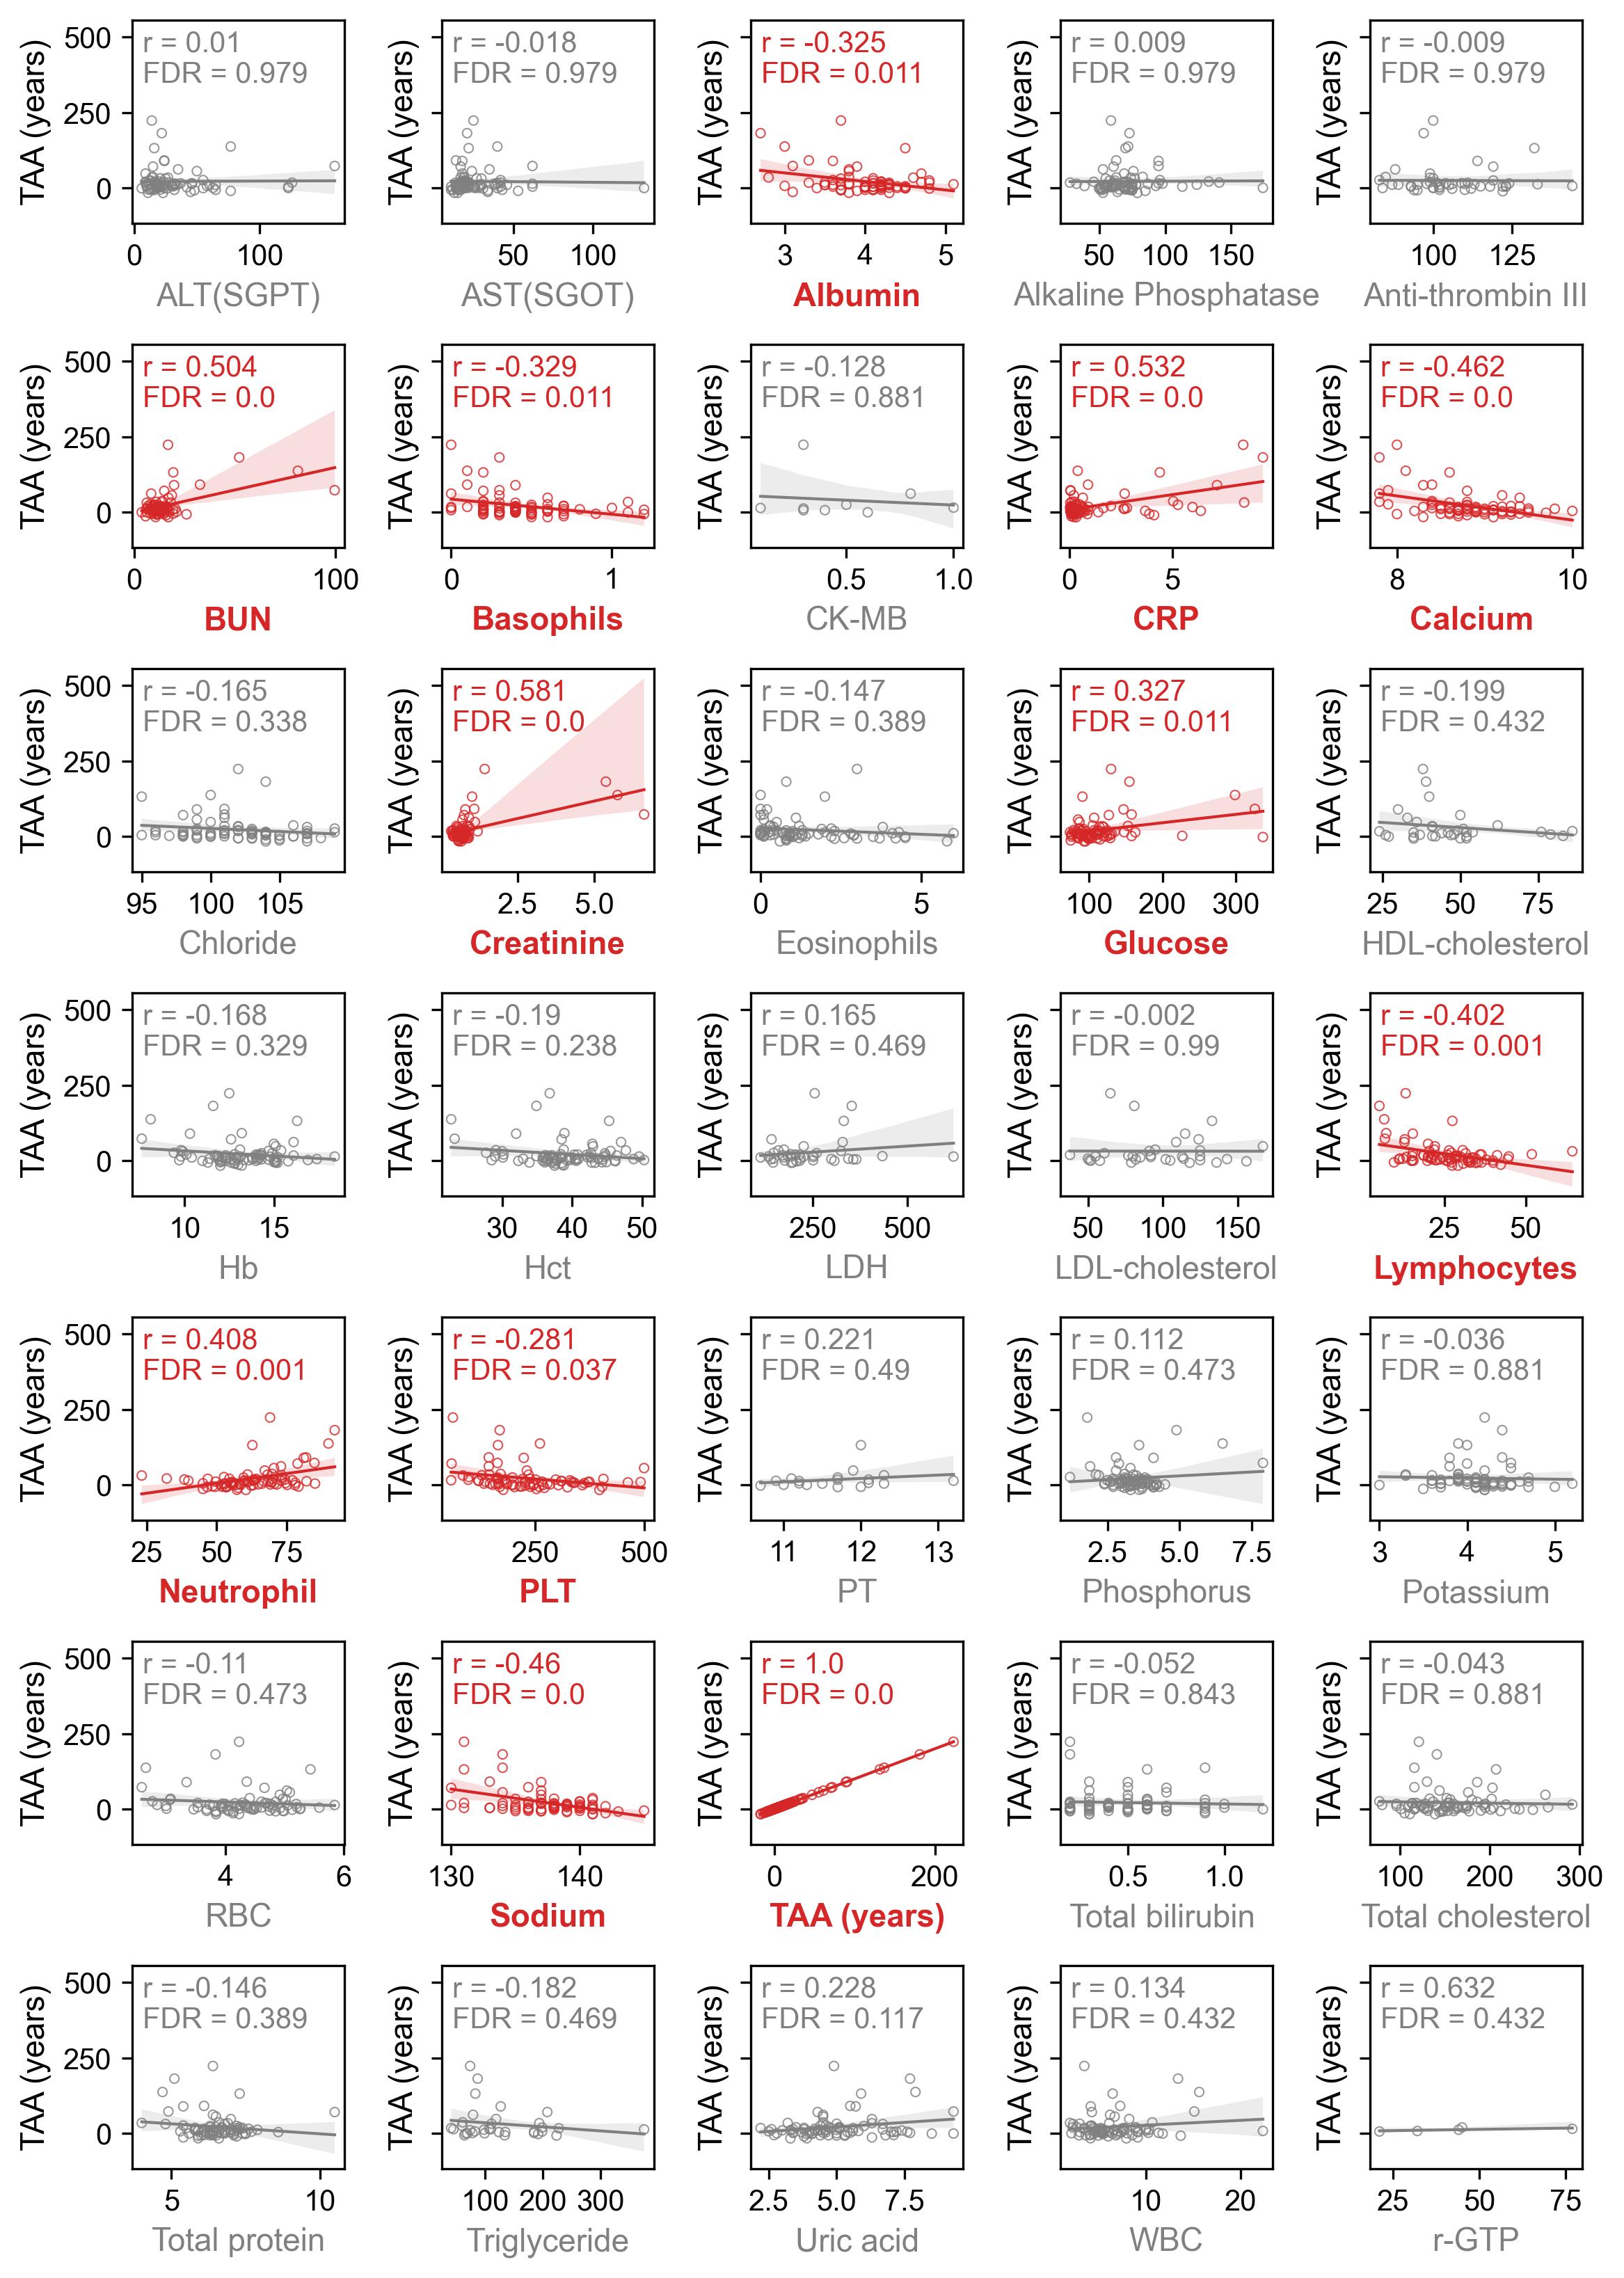 TAA (years)
500
250
0
r = 0.01
FDR = 0.979
0
100
ALT(SGPT)
TAA (years)
r = -0.018
FDR = 0.979
50
100
AST(SGOT)
TAA (years)
r = -0.325
FDR = 0.011
3
4
5
Albumin
TAA (years)
r = 0.009
FDR = 0.979
50
100
150
Alkaline Phosphatase
TAA (years)
r = -0.009
FDR = 0.979
100
125
Anti-thrombin III
TAA (years)
500
250
0
r = 0.504
FDR = 0.0
0
100
BUN
TAA (years)
r = -0.329
FDR = 0.011
0
1
Basophils
TAA (years)
r = -0.128
FDR = 0.881
0.5
1.0
CK-MB
TAA (years)
r = 0.532
FDR = 0.0
0
5
CRP
TAA (years)
r = -0.462
FDR = 0.0
8
10
Calcium
TAA (years)
500
250
0
r = -0.165
FDR = 0.338
95
100
105
Chloride
TAA (years)
r = 0.581
FDR = 0.0
2.5
5.0
Creatinine
TAA (years)
r = -0.147
FDR = 0.389
0
5
Eosinophils
TAA (years)
r = 0.327
FDR = 0.011
100
200
300
Glucose
TAA (years)
r = -0.199
FDR = 0.432
25
50
75
HDL-cholesterol
TAA (years)
500
250
0
r = -0.168
FDR = 0.329
10
15
Hb
TAA (years)
r = -0.19
FDR = 0.238
30
40
50
Hct
TAA (years)
r = 0.165
FDR = 0.469
250
500
LDH
TAA (years)
r = -0.002
FDR = 0.99
50
100
150
LDL-cholesterol
TAA (years)
r = -0.402
FDR = 0.001
25
50
Lymphocytes
TAA (years)
500
250
0
r = 0.408
FDR = 0.001
25
50
75
Neutrophil
TAA (years)
r = -0.281
FDR = 0.037
250
500
PLT
TAA (years)
r = 0.221
FDR = 0.49
11
12
13
PT
TAA (years)
r = 0.112
FDR = 0.473
2.5
5.0
7.5
Phosphorus
TAA (years)
r = -0.036
FDR = 0.881
3
4
5
Potassium
TAA (years)
500
250
0
r = -0.11
FDR = 0.473
4
6
RBC
TAA (years)
r = -0.46
FDR = 0.0
130
140
Sodium
TAA (years)
r = 1.0
FDR = 0.0
0
200
TAA (years)
TAA (years)
r = -0.052
FDR = 0.843
0.5
1.0
Total bilirubin
TAA (years)
r = -0.043
FDR = 0.881
100
200
300
Total cholesterol
TAA (years)
500
250
0
r = -0.146
FDR = 0.389
5
10
Total protein
TAA (years)
r = -0.182
FDR = 0.469
100
200
300
Triglyceride
TAA (years)
r = 0.228
FDR = 0.117
2.5
5.0
7.5
Uric acid
TAA (years)
r = 0.134
FDR = 0.432
10
20
WBC
TAA (years)
r = 0.632
FDR = 0.432
25
50
75
r-GTP